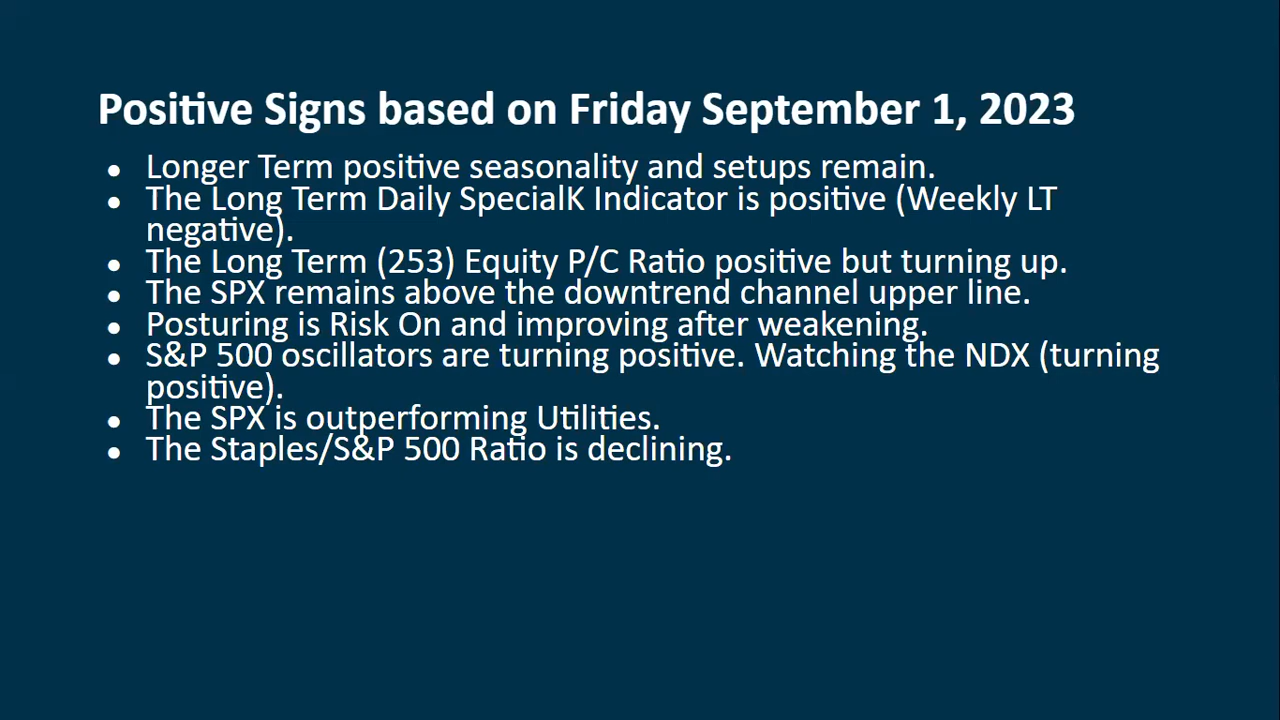 Positive Signs based on Friday September 1, 2023
● Longer Term positive seasonality and setups remain.
● The Long Term Daily SpecialK Indicator is positive (Weekly LT
negative).
● The Long Term (253) Equity P/C Ratio positive but turning up.
● The SPX remains above the downtrend channel upper line.
● Posturing is Risk On and improving after weakening.
● S&P 500 oscillators are turning positive. Watching the NDX (turning
positive).
● The SPX is outperforming Utilities.
● The Staples/S&P 500 Ratio is declining.